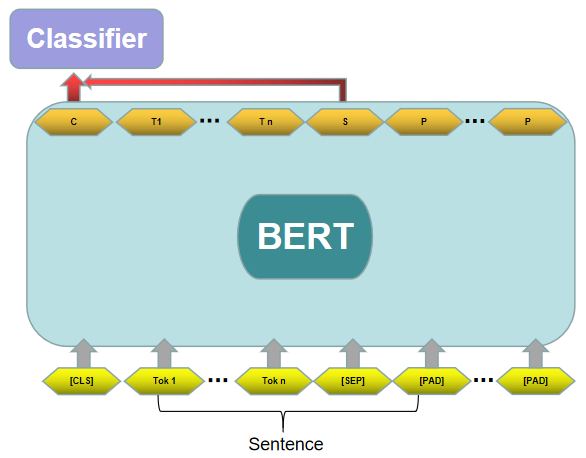 Classifier
C T1 ... T n S P ... P
BERT
[CLS] Tok 1 ... Tok n [SEP] [PAD] ... [PAD]
Sentence